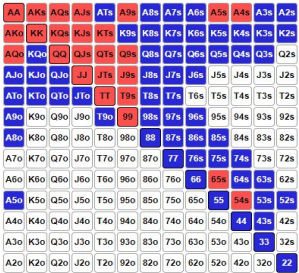 AA AKs AQs AJs ATs A9s A8s A7s A6s A5s A4s A3s A2s
AKo KK KQs KJs KTs K9s K8s K7s K6s K5s K4s K3s K2s
AQo KQo QQ QJs QTs Q9s Q8s Q7s Q6s Q5s Q4s Q3s Q2s
AJo KJo QJo JJ JTs J9s J8s J7s J6s J5s J4s J3s J2s
ATo KTo QTo JTo TT T9s T8s T7s T6s T5s T4s T3s T2s
A9o K9o Q9o J9o T9o 99 98s 97s 96s 95s 94s 93s 92s
A8o K8o Q8o J8o T8o 98o 88 87s 86s 85s 84s 83s 82s
A7o K7o Q7o J7o T7o 97o 87o 77 76s 75s 74s 73s 72s
A6o K6o Q6o J6o T6o 96o 86o 76o 66 65s 64s 63s 62s
A5o K5o Q5o J5o T5o 95o 85o 75o 65o 55 54s 53s 52s
A4o K4o Q4o J4o T4o 94o 84o 74o 64o 54o 44 43s 42s
A3o K3o Q3o J3o T3o 93o 83o 73o 63o 53o 43o 33 32s
A2o K2o Q2o J2o T2o 92o 82o 72o 62o 52o 42o 32o 22